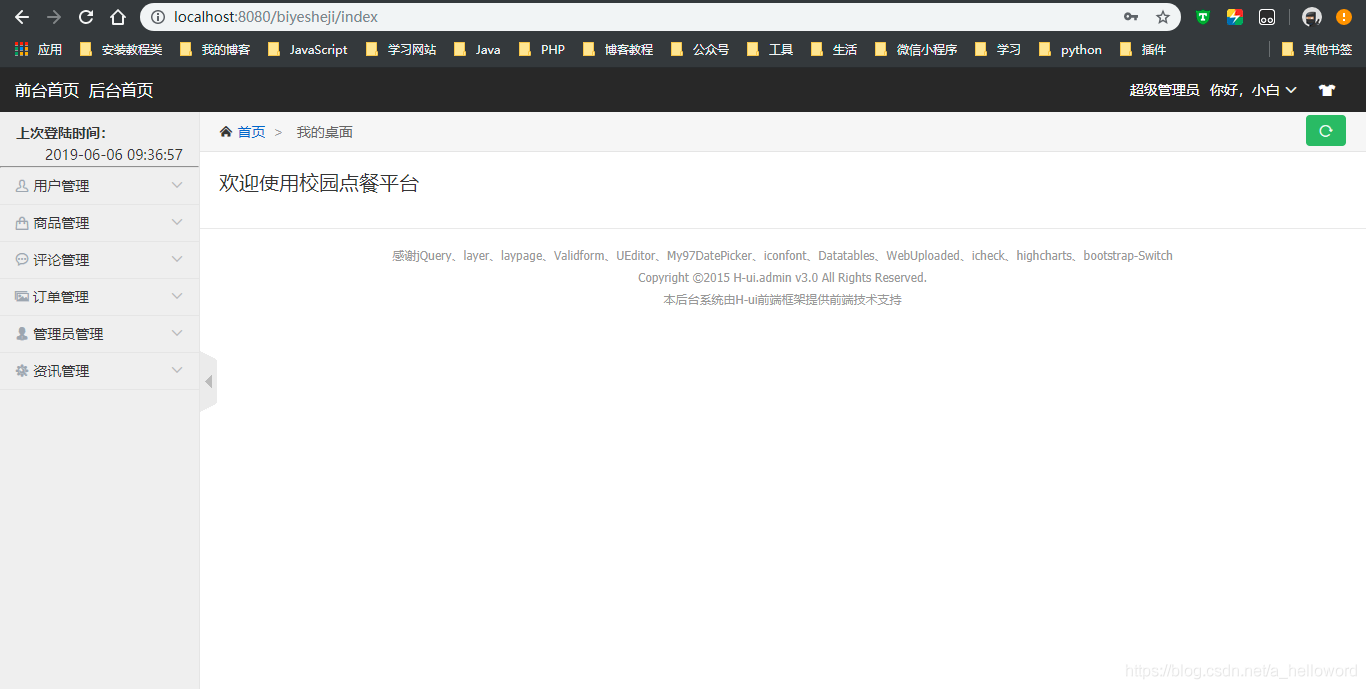 localhost:8080/biyesheji/index
应用 安装教程类 我的博客 JavaScript 学习网站 Java PHP 博客教程 公众号 工具 生活 微信小程序 学习 python 插件 其他书签
前台首页 后台首页 超级管理员 你好，小白
上次登陆时间：
2019-06-06 09:36:57
首页 > 我的桌面
用户管理
商品管理
评论管理
订单管理
管理员管理
资讯管理
欢迎使用校园点餐平台
感谢jQuery、layer、laypage、Validform、UEditor、My97DatePicker、iconfont、Datatables、WebUploaded、icheck、highcharts、bootstrap-Switch
Copyright ©2015 H-ui.admin v3.0 All Rights Reserved.
本后台系统由H-ui前端框架提供前端技术支持
https://blog.csdn.net/a_helloword